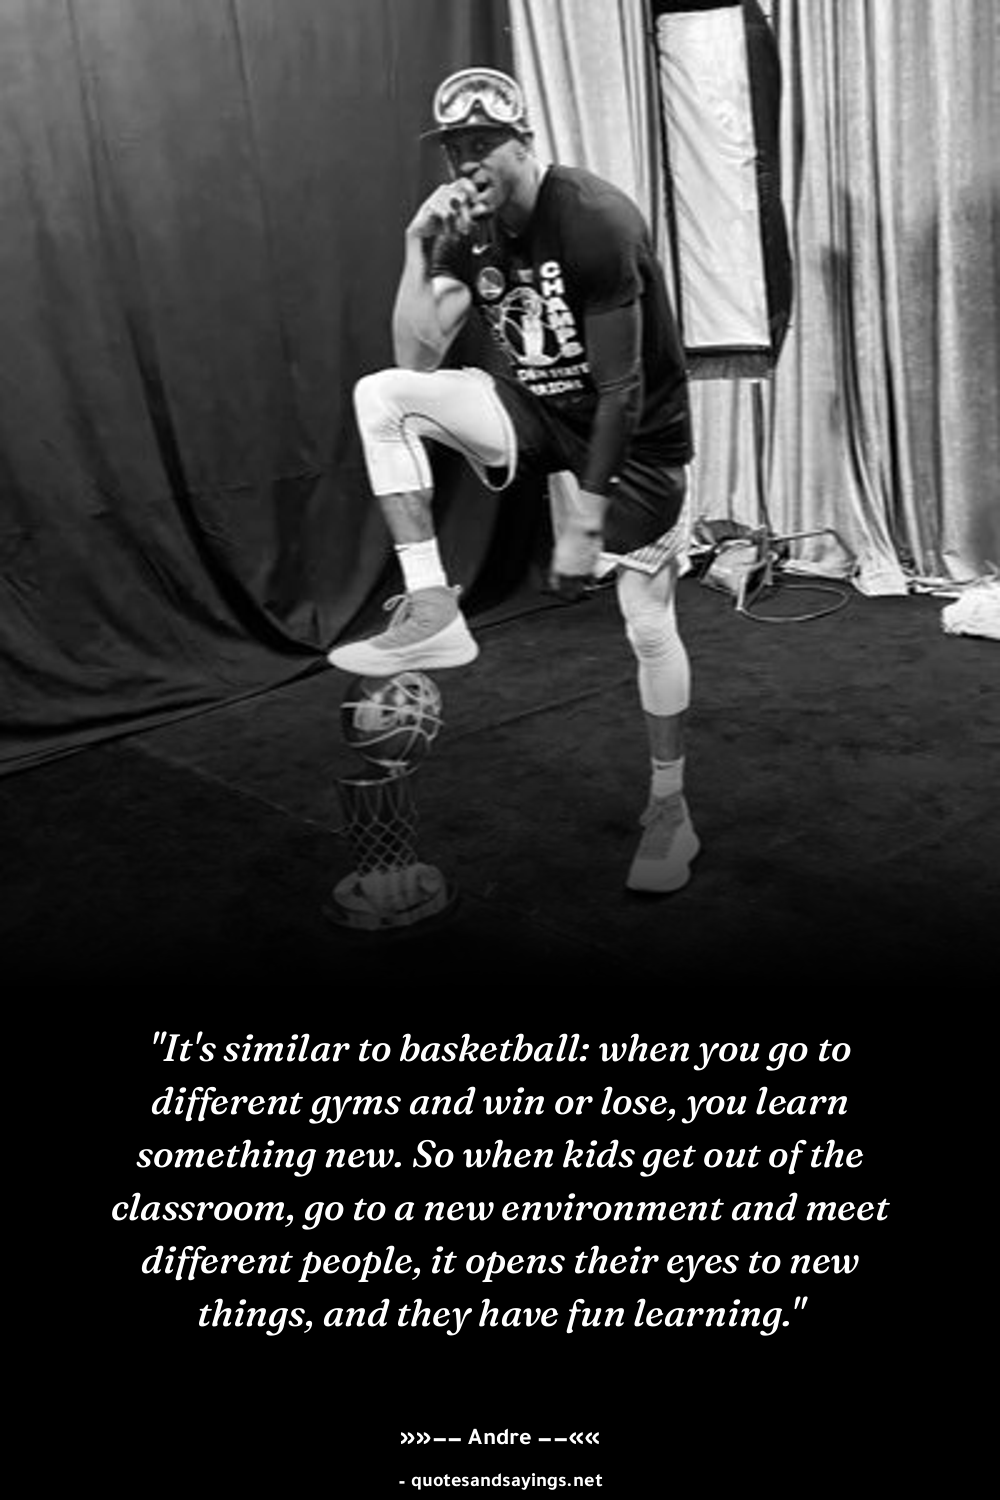 CHAMPS
"It's similar to basketball: when you go to
different gyms and win or lose, you learn
something new. So when kids get out of the
classroom, go to a new environment and meet
different people, it opens their eyes to new
things, and they have fun learning."
»»–– Andre ––««
- quotesandsayings.net